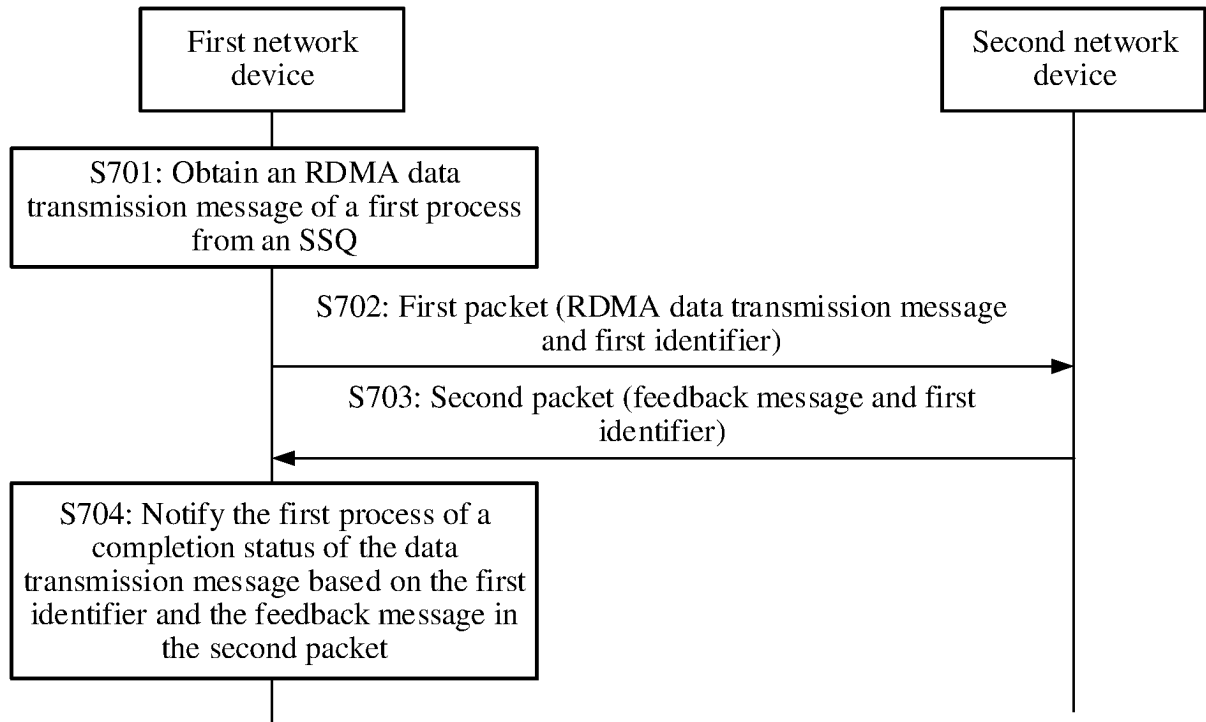 First network
device
Second network
device
S701: Obtain an RDMA data
transmission message of a first process
from an SSQ
S702: First packet (RDMA data transmission message
and first identifier)
S703: Second packet (feedback message and first
identifier)
S704: Notify the first process of a
completion status of the data
transmission message based on the first
identifier and the feedback message in
the second packet